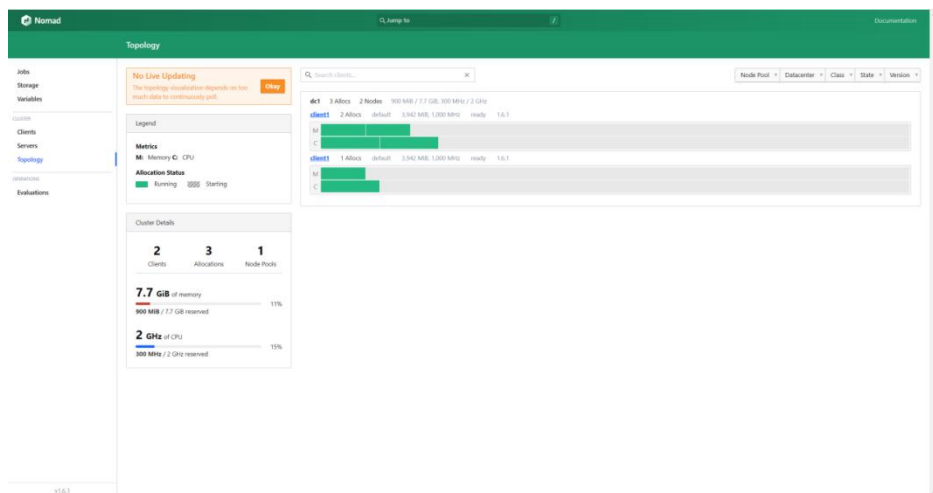 Nomad
Jump to
/
Documentation
Topology
Jobs
Storage
Variables
CLUSTER
Clients
Servers
Topology
OPERATIONS
Evaluations
v1.6.1
No Live Updating
The topology visualization depends on too
much data to continuously poll.
Okay
Legend
Metrics
M: Memory C: CPU
Allocation Status
Running Starting
Cluster Details
2 3 1
Clients Allocations Node Pools
7.7 GiB of memory
11%
900 MiB / 7.7 GiB reserved
2 GHz of CPU
15%
300 MHz / 2 GHz reserved
Search clients...
Node Pool Datacenter Class State Version
dc1 3 Allocs 2 Nodes 900 MiB / 7.7 GiB, 300 MHz / 2 GHz
client1 2 Allocs default 3,942 MiB, 1,000 MHz ready 1.6.1
M
C
client1 1 Allocs default 3,942 MiB, 1,000 MHz ready 1.6.1
M
C